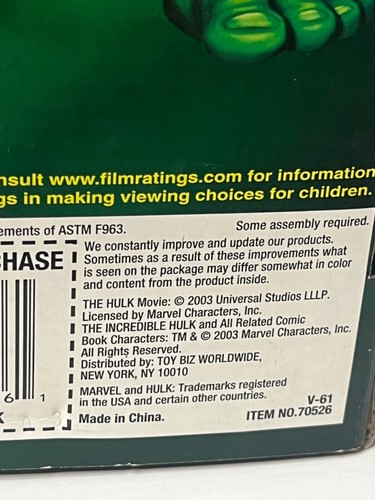 nsult www.filmratings.com for information
gs in making viewing choices for children.
ements of ASTM F963.
Some assembly required.
CHASE
We constantly improve and update our products.
Sometimes as a result of these improvements what
is seen on the package may differ somewhat in color
and content from the product inside.
THE HULK Movie: © 2003 Universal Studios LLLP.
Licensed by Marvel Characters, Inc.
THE INCREDIBLE HULK and All Related Comic
Book Characters: TM & © 2003 Marvel Characters, Inc.
All Rights Reserved.
Distributed by: TOY BIZ WORLDWIDE,
NEW YORK, NY 10010
MARVEL and HULK: Trademarks registered
in the USA and certain other countries.
Made in China.
6 1
K
V-61
ITEM NO.70526